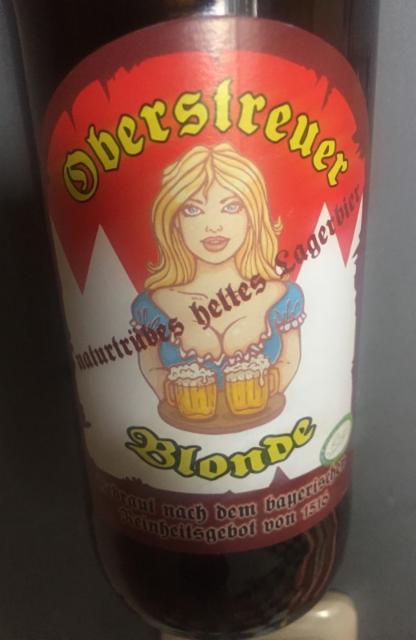 Oberstreuer
naturtrübes helles Lagerbier
Blonde
nach dem bayerischen
Reinheitsgebot von 1516